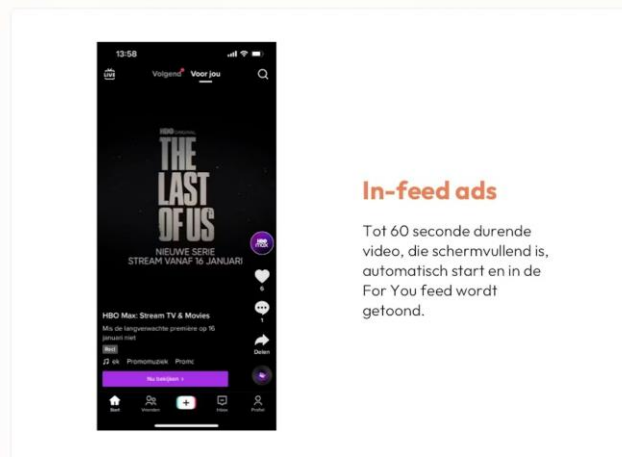 13:58
LIVE
Volgend Voor jou
HBO ORIGINAL
THE
LAST
OF US
NIEUWE SERIE
STREAM VANAF 16 JANUARI
HBO
max
6
1
HBO Max: Stream TV & Movies
Mis de langverwachte première op 16
januari niet
Delen
ek Promomuziek Promc
Nu bekijken >
Start Vrienden Inbox Profiel
In-feed ads
Tot 60 seconde durende
video, die schermvullend is,
automatisch start en in de
For You feed wordt
getoond.